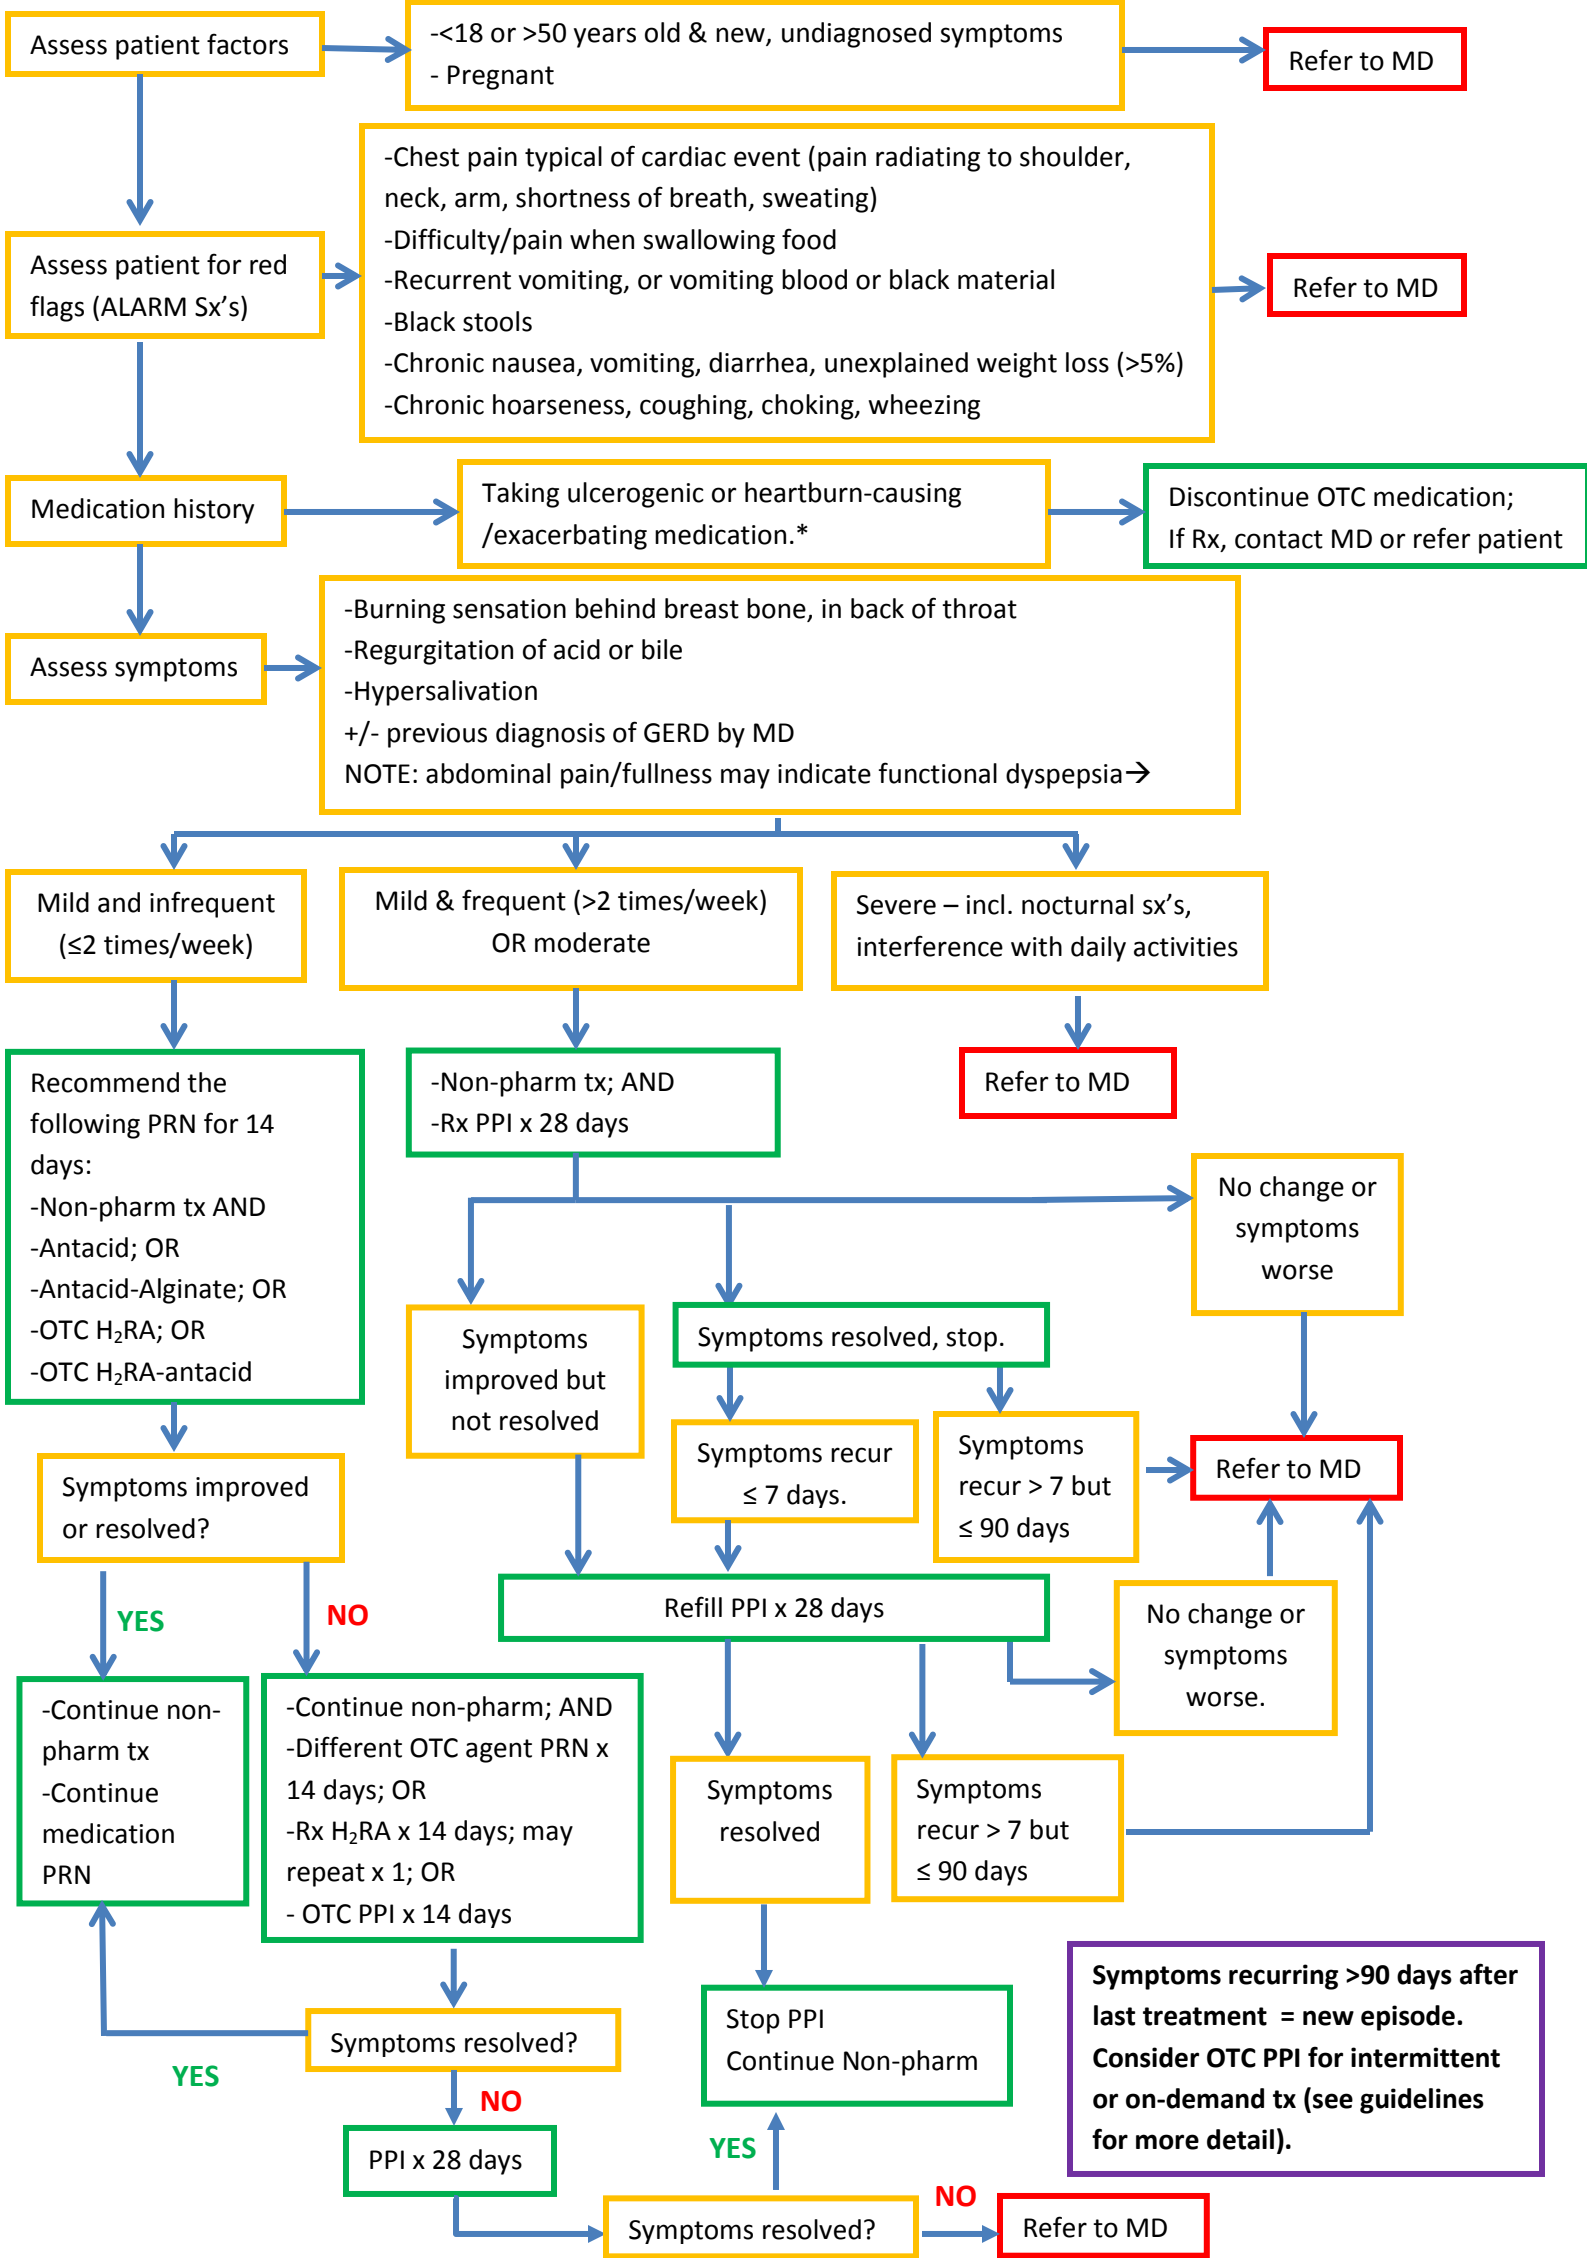 Assess patient factors
-<18 or >50 years old & new, undiagnosed symptoms
- Pregnant
Refer to MD
Assess patient for red
flags (ALARM Sx's)
-Chest pain typical of cardiac event (pain radiating to shoulder,
neck, arm, shortness of breath, sweating)
-Difficulty/pain when swallowing food
-Recurrent vomiting, or vomiting blood or black material
-Black stools
-Chronic nausea, vomiting, diarrhea, unexplained weight loss (>5%)
-Chronic hoarseness, coughing, choking, wheezing
Refer to MD
Medication history
Taking ulcerogenic or heartburn-causing
/exacerbating medication.*
Discontinue OTC medication;
If Rx, contact MD or refer patient
Assess symptoms
-Burning sensation behind breast bone, in back of throat
-Regurgitation of acid or bile
-Hypersalivation
+/- previous diagnosis of GERD by MD
NOTE: abdominal pain/fullness may indicate functional dyspepsia→
Mild and infrequent
(≤2 times/week)
Mild & frequent (>2 times/week)
OR moderate
Severe – incl. nocturnal sx's,
interference with daily activities
Recommend the
following PRN for 14
days:
-Non-pharm tx AND
-Antacid; OR
-Antacid-Alginate; OR
-OTC H₂RA; OR
-OTC H₂RA-antacid
-Non-pharm tx; AND
-Rx PPI x 28 days
Refer to MD
No change or
symptoms
worse
Symptoms
improved but
not resolved
Symptoms resolved, stop.
Symptoms recur
≤ 7 days.
Symptoms
recur > 7 but
≤ 90 days
Refer to MD
Symptoms improved
or resolved?
YES
NO
Refill PPI x 28 days
No change or
symptoms
worse.
-Continue non-
pharm tx
-Continue
medication
PRN
-Continue non-pharm; AND
-Different OTC agent PRN x
14 days; OR
-Rx H₂RA x 14 days; may
repeat x 1; OR
- OTC PPI x 14 days
Symptoms
resolved
Symptoms
recur > 7 but
≤ 90 days
Symptoms resolved?
YES
NO
Stop PPI
Continue Non-pharm
Symptoms recurring >90 days after
last treatment = new episode.
Consider OTC PPI for intermittent
or on-demand tx (see guidelines
for more detail).
PPI x 28 days
YES
Symptoms resolved?
NO
Refer to MD